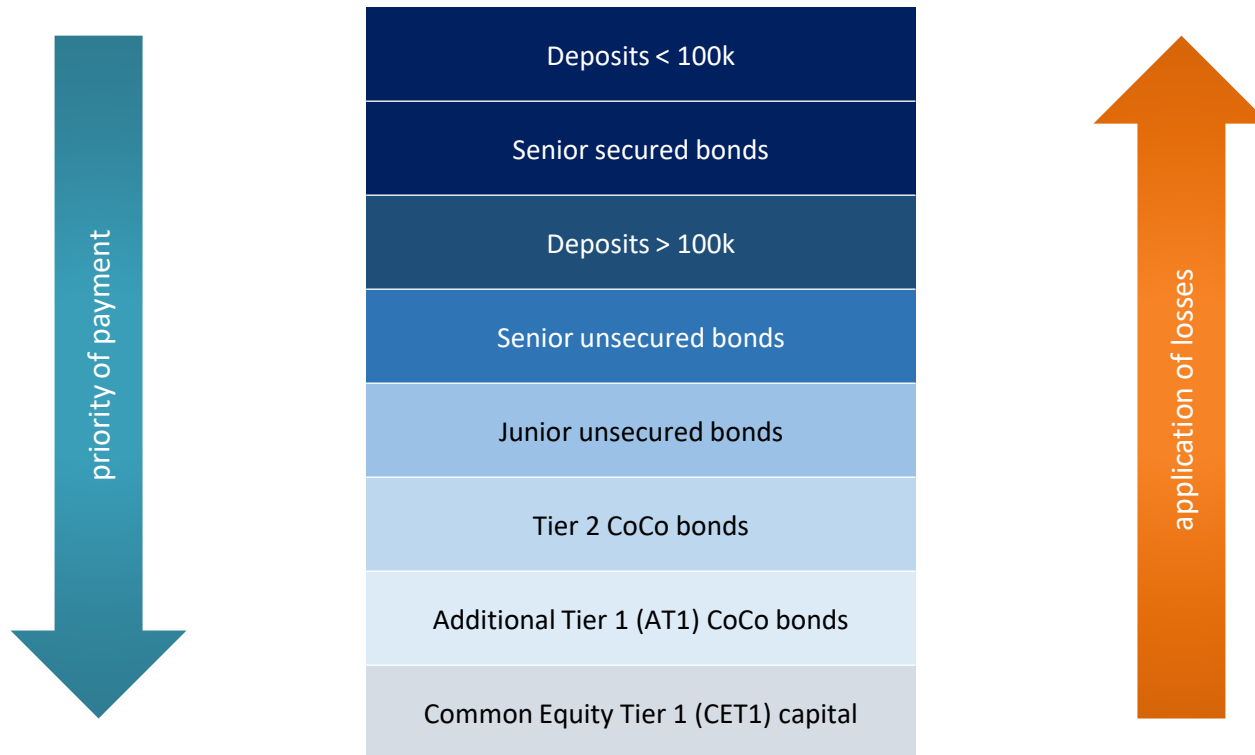 priority of payment
Deposits < 100k
Senior secured bonds
Deposits > 100k
Senior unsecured bonds
Junior unsecured bonds
Tier 2 CoCo bonds
Additional Tier 1 (AT1) CoCo bonds
Common Equity Tier 1 (CET1) capital
application of losses